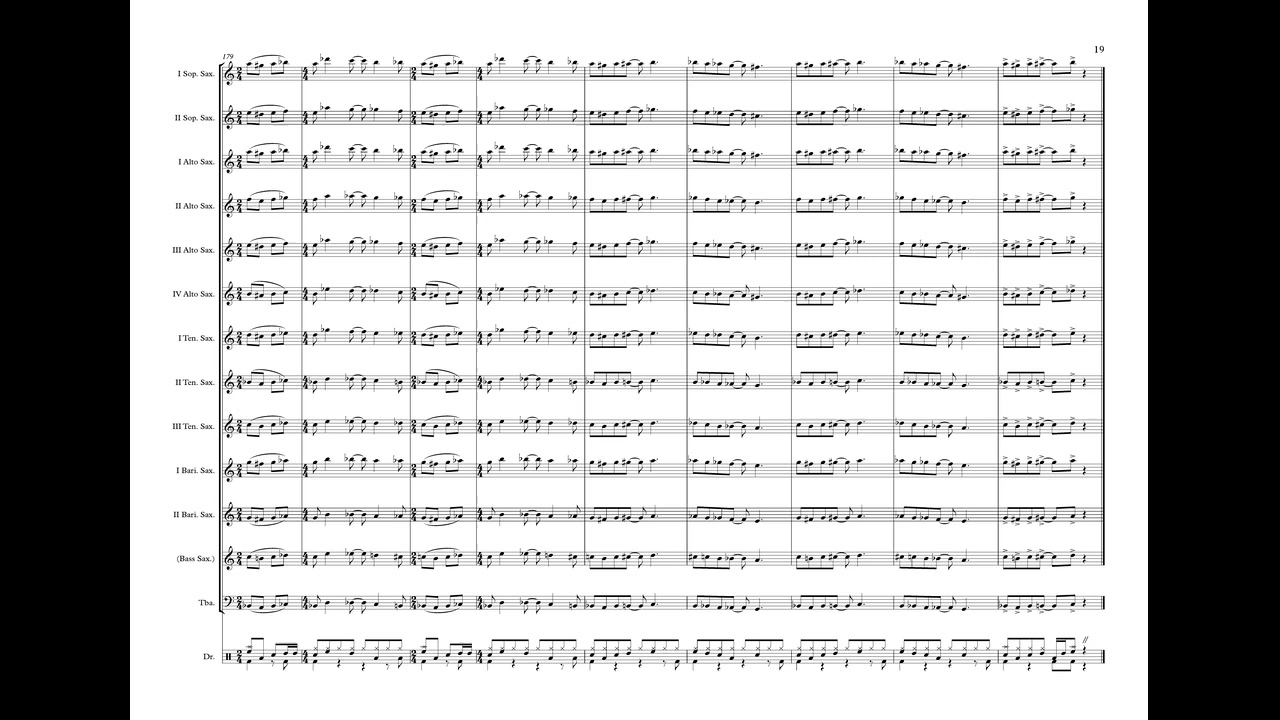 19
179
I Sop. Sax.
II Sop. Sax.
I Alto Sax.
II Alto Sax.
III Alto Sax.
IV Alto Sax.
I Ten. Sax.
II Ten. Sax.
III Ten. Sax.
I Bari. Sax.
II Bari. Sax.
(Bass Sax.)
Tba.
Dr.